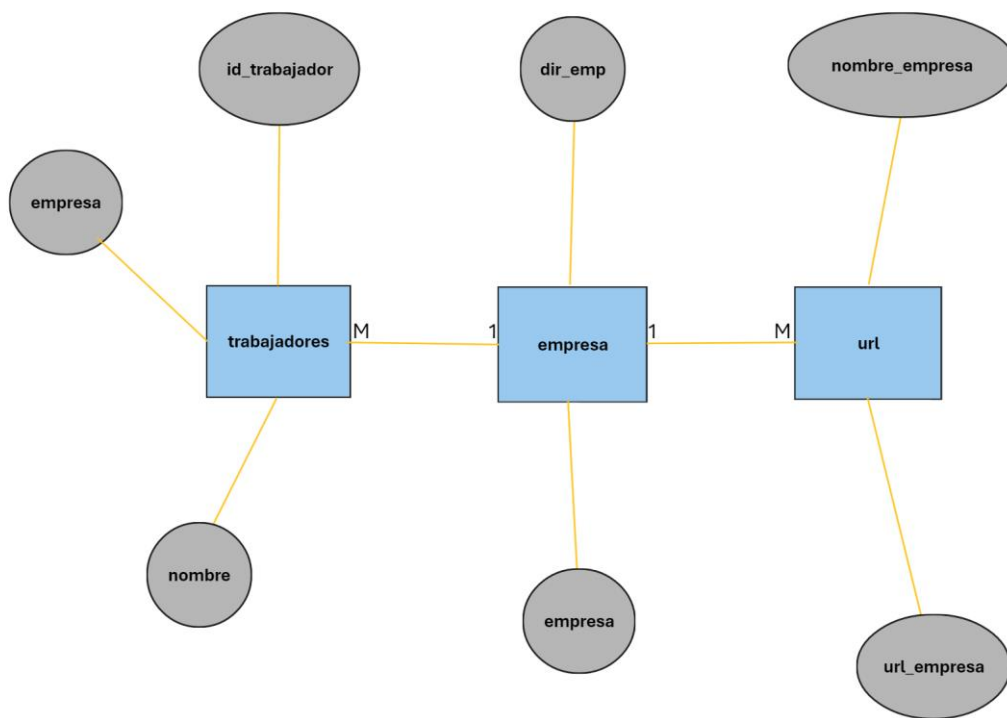 id_trabajador
dir_emp
nombre_empresa
empresa
trabajadores
M
1
empresa
1
M
url
nombre
empresa
url_empresa